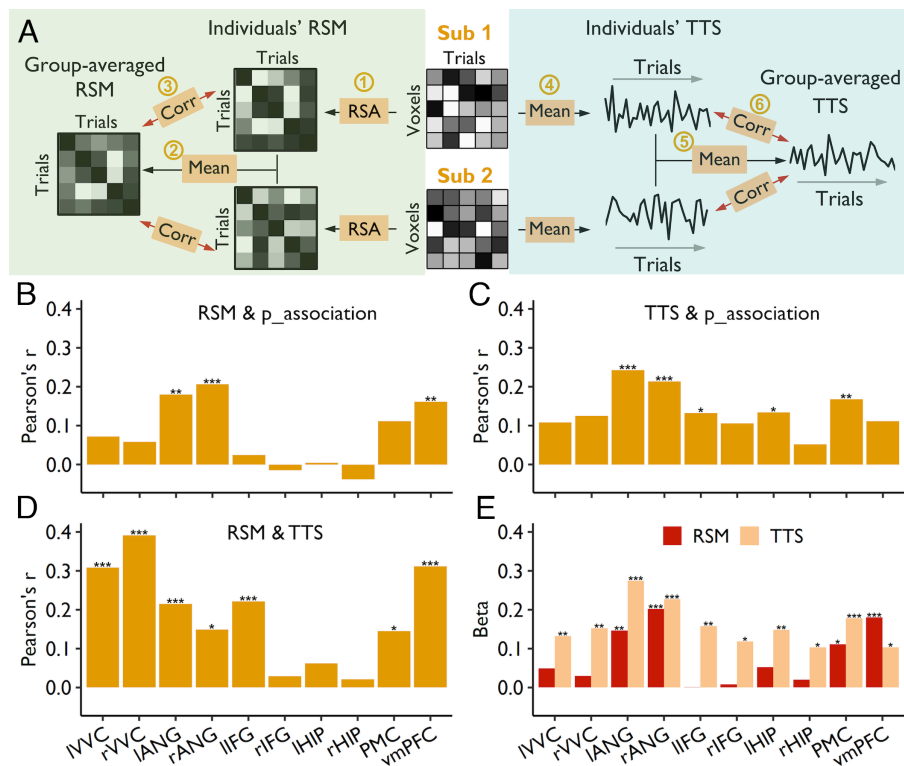 A
Individuals' RSM
Sub 1
Individuals' TTS
Group-averaged
RSM
Trials
Trials
Trials
Trials
Voxels
③
Corr
①
RSA
④
Mean
Trials
⑥
Corr
Group-averaged
TTS
Trials
Trials
②
Mean
⑤
Mean
Sub 2
Trials
Corr
Trials
RSA
Voxels
Mean
Corr
Trials
B
RSM & p_association
Pearson's r
0.4
0.3
0.2
0.1
0.0
** *** **
C
TTS & p_association
Pearson's r
0.4
0.3
0.2
0.1
0.0
*** *** * * **
D
RSM & TTS
Pearson's r
0.4
0.3
0.2
0.1
0.0
*** *** *** * *** * ***
lVVC rVVC lANG rANG lIFG rIFG lHIP rHIP PMC vmPFC
E
RSM TTS
Beta
0.4
0.3
0.2
0.1
0.0
** ** ** *** *** *** ** * ** * * *** *** *
lVVC rVVC lANG rANG lIFG rIFG lHIP rHIP PMC vmPFC